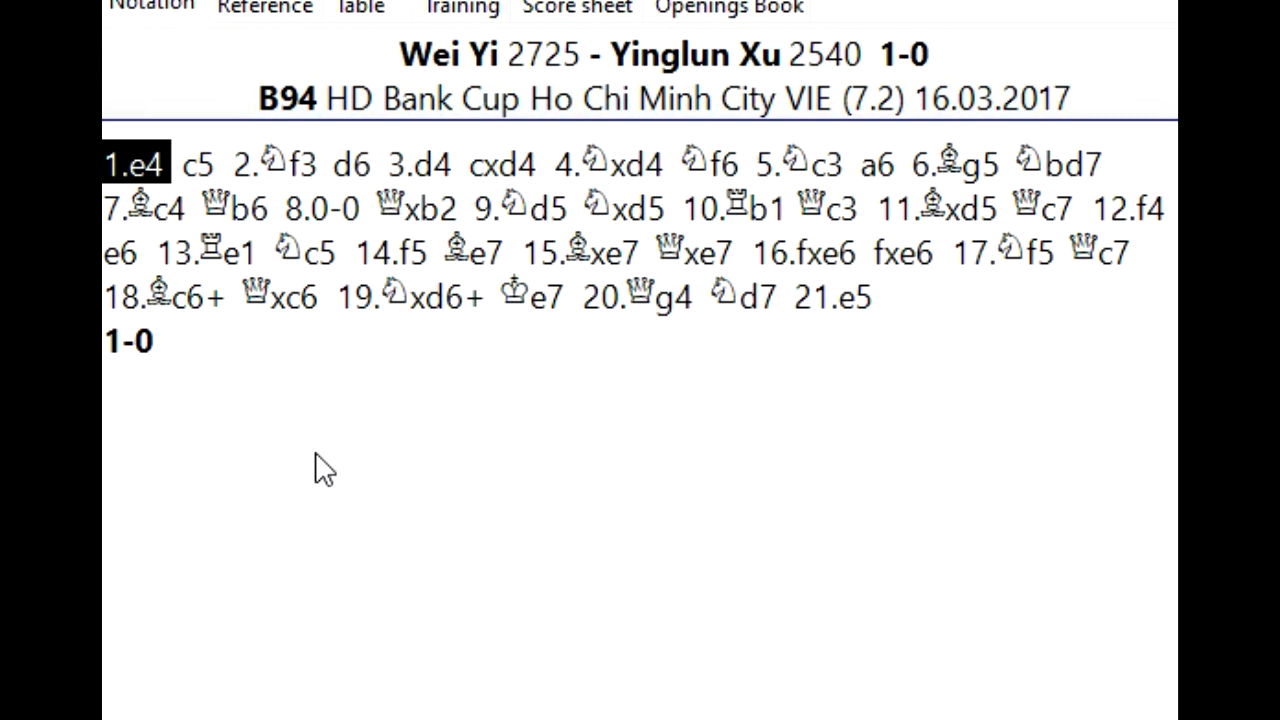 Notation Reference Table Training Score sheet Openings Book
Wei Yi 2725 - Yinglun Xu 2540 1-0
B94 HD Bank Cup Ho Chi Minh City VIE (7.2) 16.03.2017
1.e4 c5 2.♘f3 d6 3.d4 cxd4 4.♘xd4 ♘f6 5.♘c3 a6 6.♗g5 ♘bd7
7.♗c4 ♕b6 8.0-0 ♕xb2 9.♘d5 ♘xd5 10.♖b1 ♕c3 11.♗xd5 ♕c7 12.f4
e6 13.♖e1 ♘c5 14.f5 ♗e7 15.♗xe7 ♕xe7 16.fxe6 fxe6 17.♘f5 ♕c7
18.♗c6+ ♕xc6 19.♘xd6+ ♔e7 20.♕g4 ♘d7 21.e5
1-0